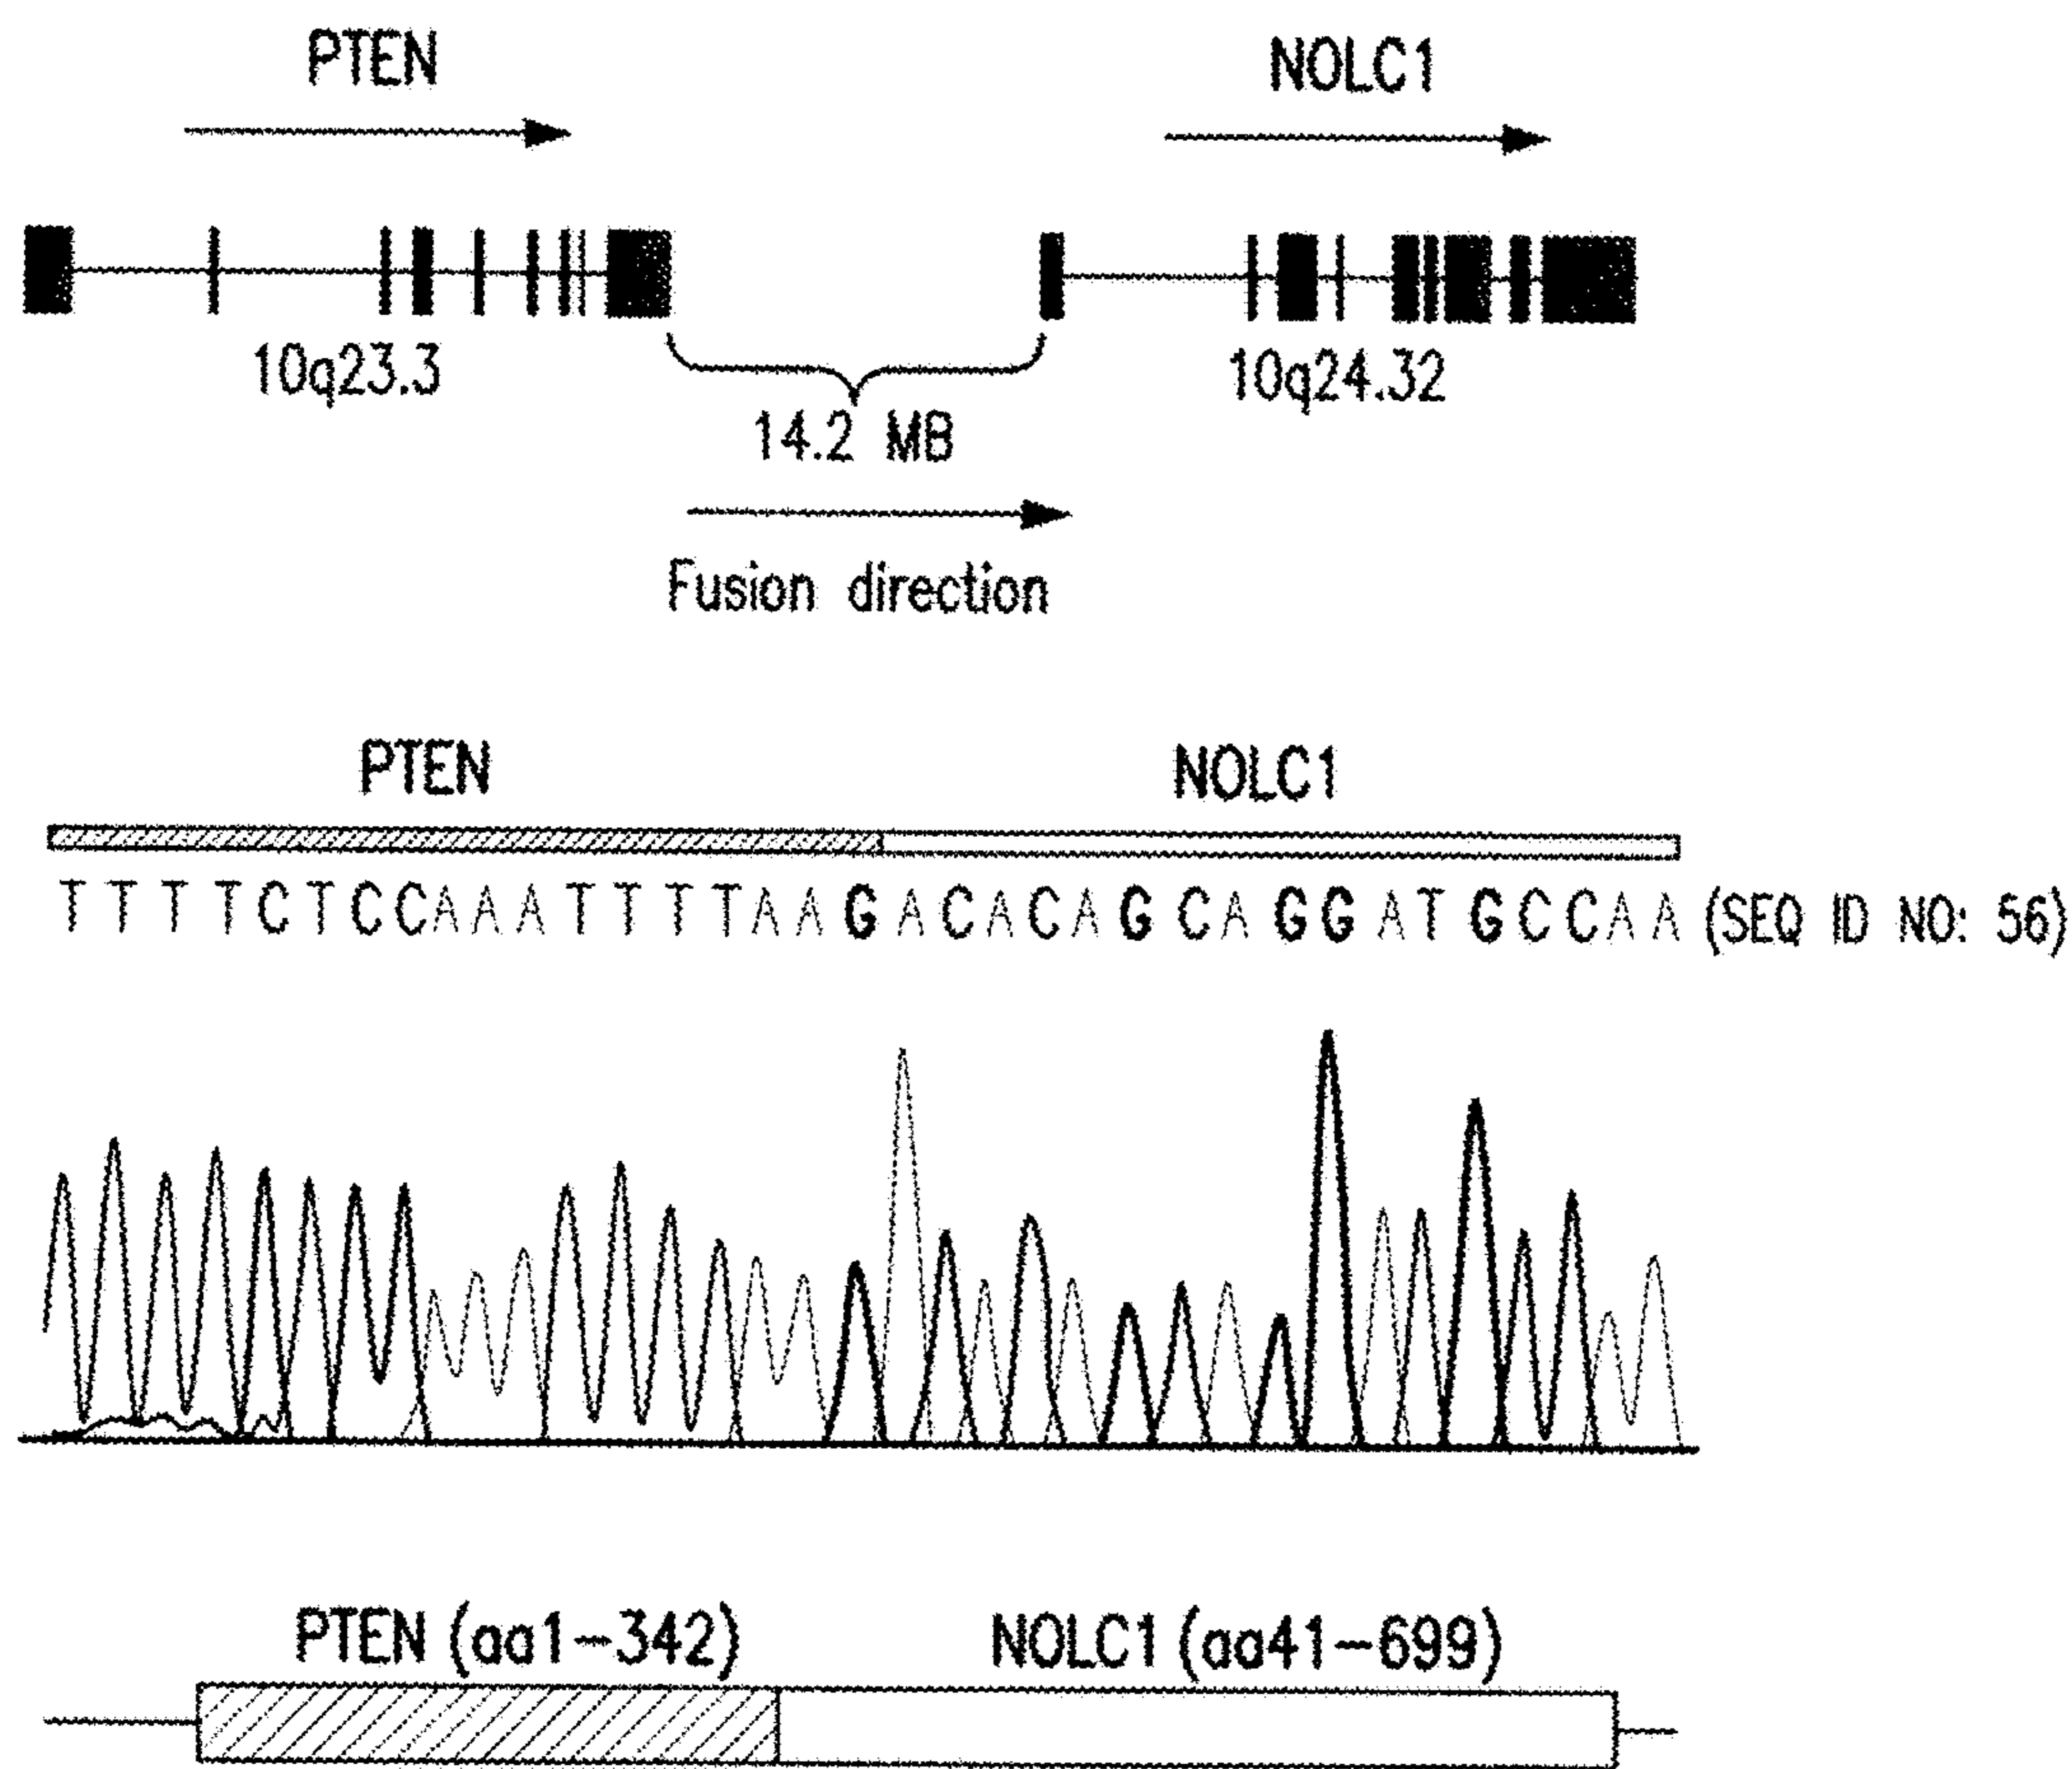 PTEN NOLC1
10q23.3 10q24.32
14.2 MB
Fusion direction
PTEN NOLC1
T T T T C T C C A A A T T T T A A G A C A C A G C A G G A T G C C A A (SEQ ID NO: 56)
PTEN (aa1-342) NOLC1 (aa41-699)